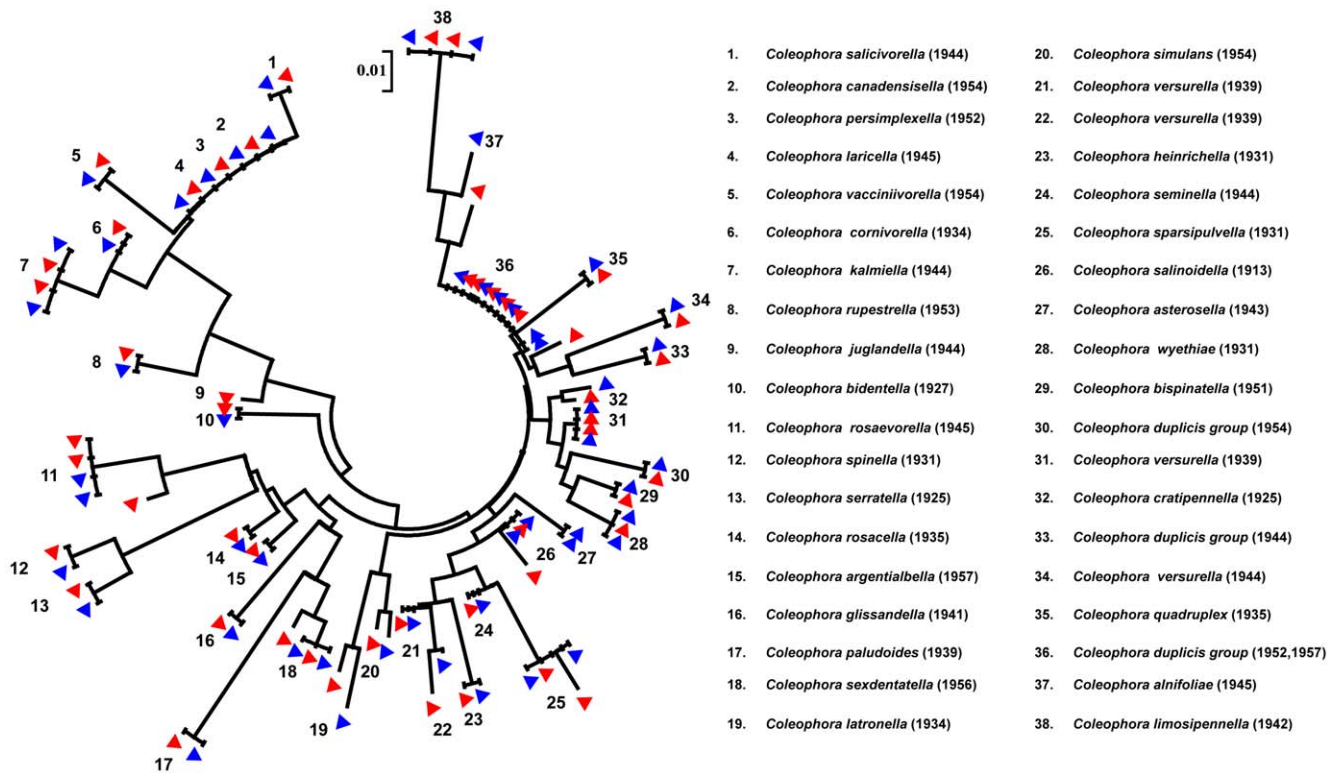 38
0.01
1
37
2
3
5
4
6
36
35
7
34
33
8
9
32
10
31
11
30
29
28
14
26
27
12
15
13
24
16
21
18
20
25
23
22
19
17
1. Coleophora salicivorella (1944)
2. Coleophora canadensisella (1954)
3. Coleophora persimplexella (1952)
4. Coleophora laricella (1945)
5. Coleophora vacciniivorella (1954)
6. Coleophora cornivorella (1934)
7. Coleophora kalmiella (1944)
8. Coleophora rupestrella (1953)
9. Coleophora juglandella (1944)
10. Coleophora bidentella (1927)
11. Coleophora rosaevorella (1945)
12. Coleophora spinella (1931)
13. Coleophora serratella (1925)
14. Coleophora rosacella (1935)
15. Coleophora argentialbella (1957)
16. Coleophora glissandella (1941)
17. Coleophora paludoides (1939)
18. Coleophora sexdentatella (1956)
19. Coleophora latronella (1934)
20. Coleophora simulans (1954)
21. Coleophora versurella (1939)
22. Coleophora versurella (1939)
23. Coleophora heinrichella (1931)
24. Coleophora seminella (1944)
25. Coleophora sparsipulvella (1931)
26. Coleophora salinoidella (1913)
27. Coleophora asterosella (1943)
28. Coleophora wyethiae (1931)
29. Coleophora bispinatella (1951)
30. Coleophora duplicis group (1954)
31. Coleophora versurella (1939)
32. Coleophora cratipennella (1925)
33. Coleophora duplicis group (1944)
34. Coleophora versurella (1944)
35. Coleophora quadruplex (1935)
36. Coleophora duplicis group (1952,1957)
37. Coleophora alnifoliae (1945)
38. Coleophora limosipennella (1942)